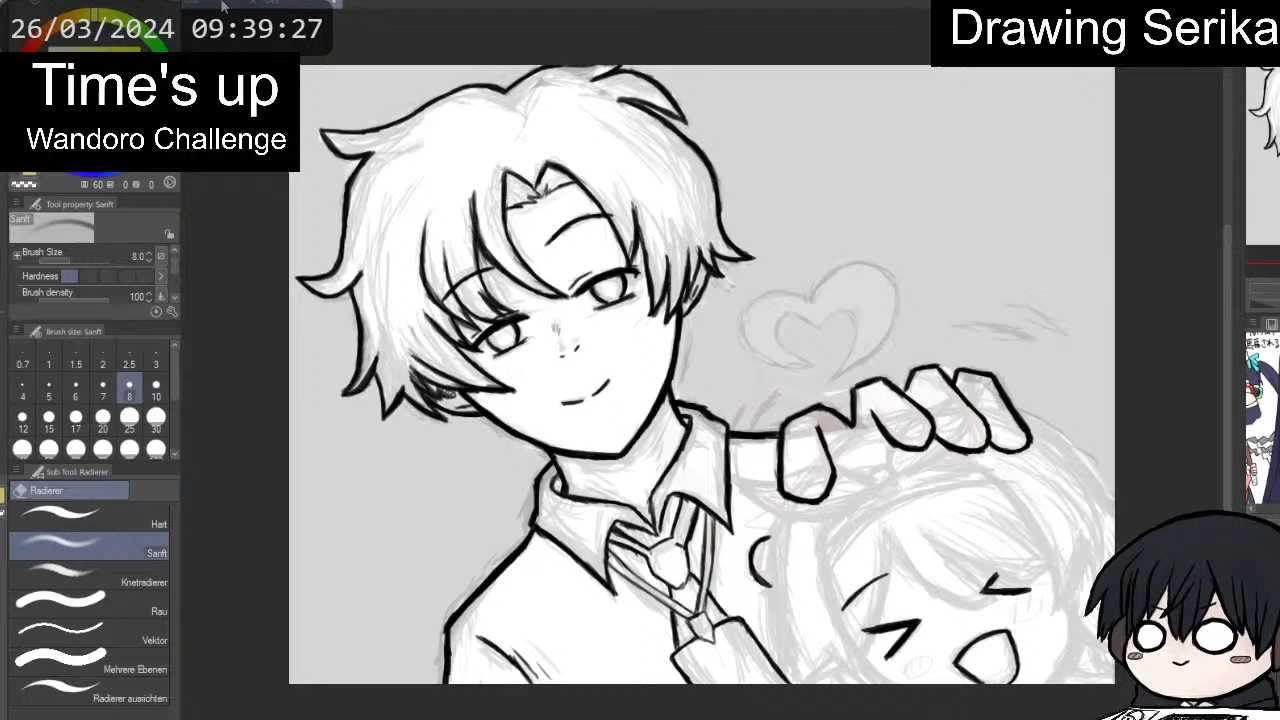 26/03/2024 09:39:27
Drawing Serika
Time's up
Wandoro Challenge
60 0 0
Tool property: Sanft
Sanft
Brush Size 8.0
Hardness
Brush density 100
Brush size: Sanft
0.7 1 1.5 2 2.5 3
4 5 6 7 8 10
12 15 17 20 25 30
Sub Tool: Radierer
Radierer
Hart
Sanft
Knetradierer
Rau
Vektor
Mehrere Ebenen
Radierer ausrichten